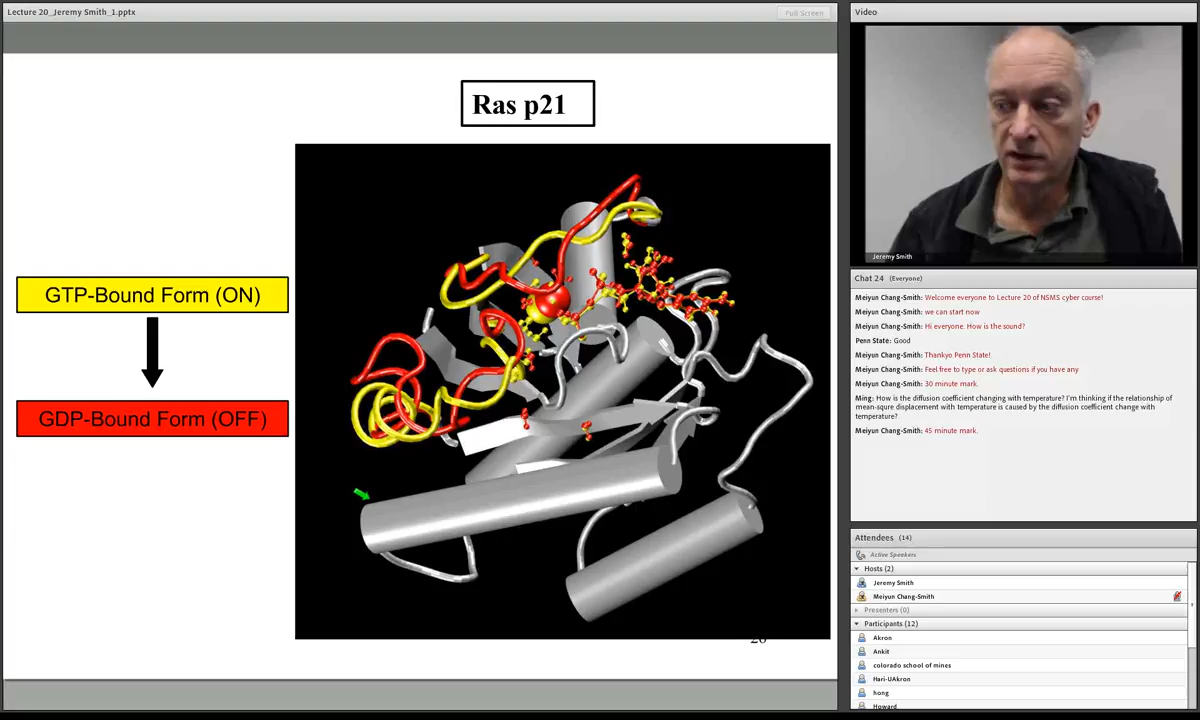 Lecture 20_Jeremy Smith_1.pptx
Full Screen
Ras p21
GTP-Bound Form (ON)
GDP-Bound Form (OFF)
Video
Jeremy Smith
Chat 24 (Everyone)
Meiyun Chang-Smith: Welcome everyone to Lecture 20 of NSMS cyber course!
Meiyun Chang-Smith: we can start now
Meiyun Chang-Smith: Hi everyone. How is the sound?
Penn State: Good
Meiyun Chang-Smith: Thankyo Penn State!
Meiyun Chang-Smith: Feel free to type or ask questions if you have any
Meiyun Chang-Smith: 30 minute mark.
Ming: How is the diffusion coefficient changing with temperature? I'm thinking if the relationship of
mean-squre displacement with temperature is caused by the diffusion coefficient change with
temperature?
Meiyun Chang-Smith: 45 minute mark.
Attendees (14)
Active Speakers
Hosts (2)
Jeremy Smith
Meiyun Chang-Smith
Presenters (0)
Participants (12)
Akron
Ankit
colorado school of mines
Hari-UAkron
hong
Howard